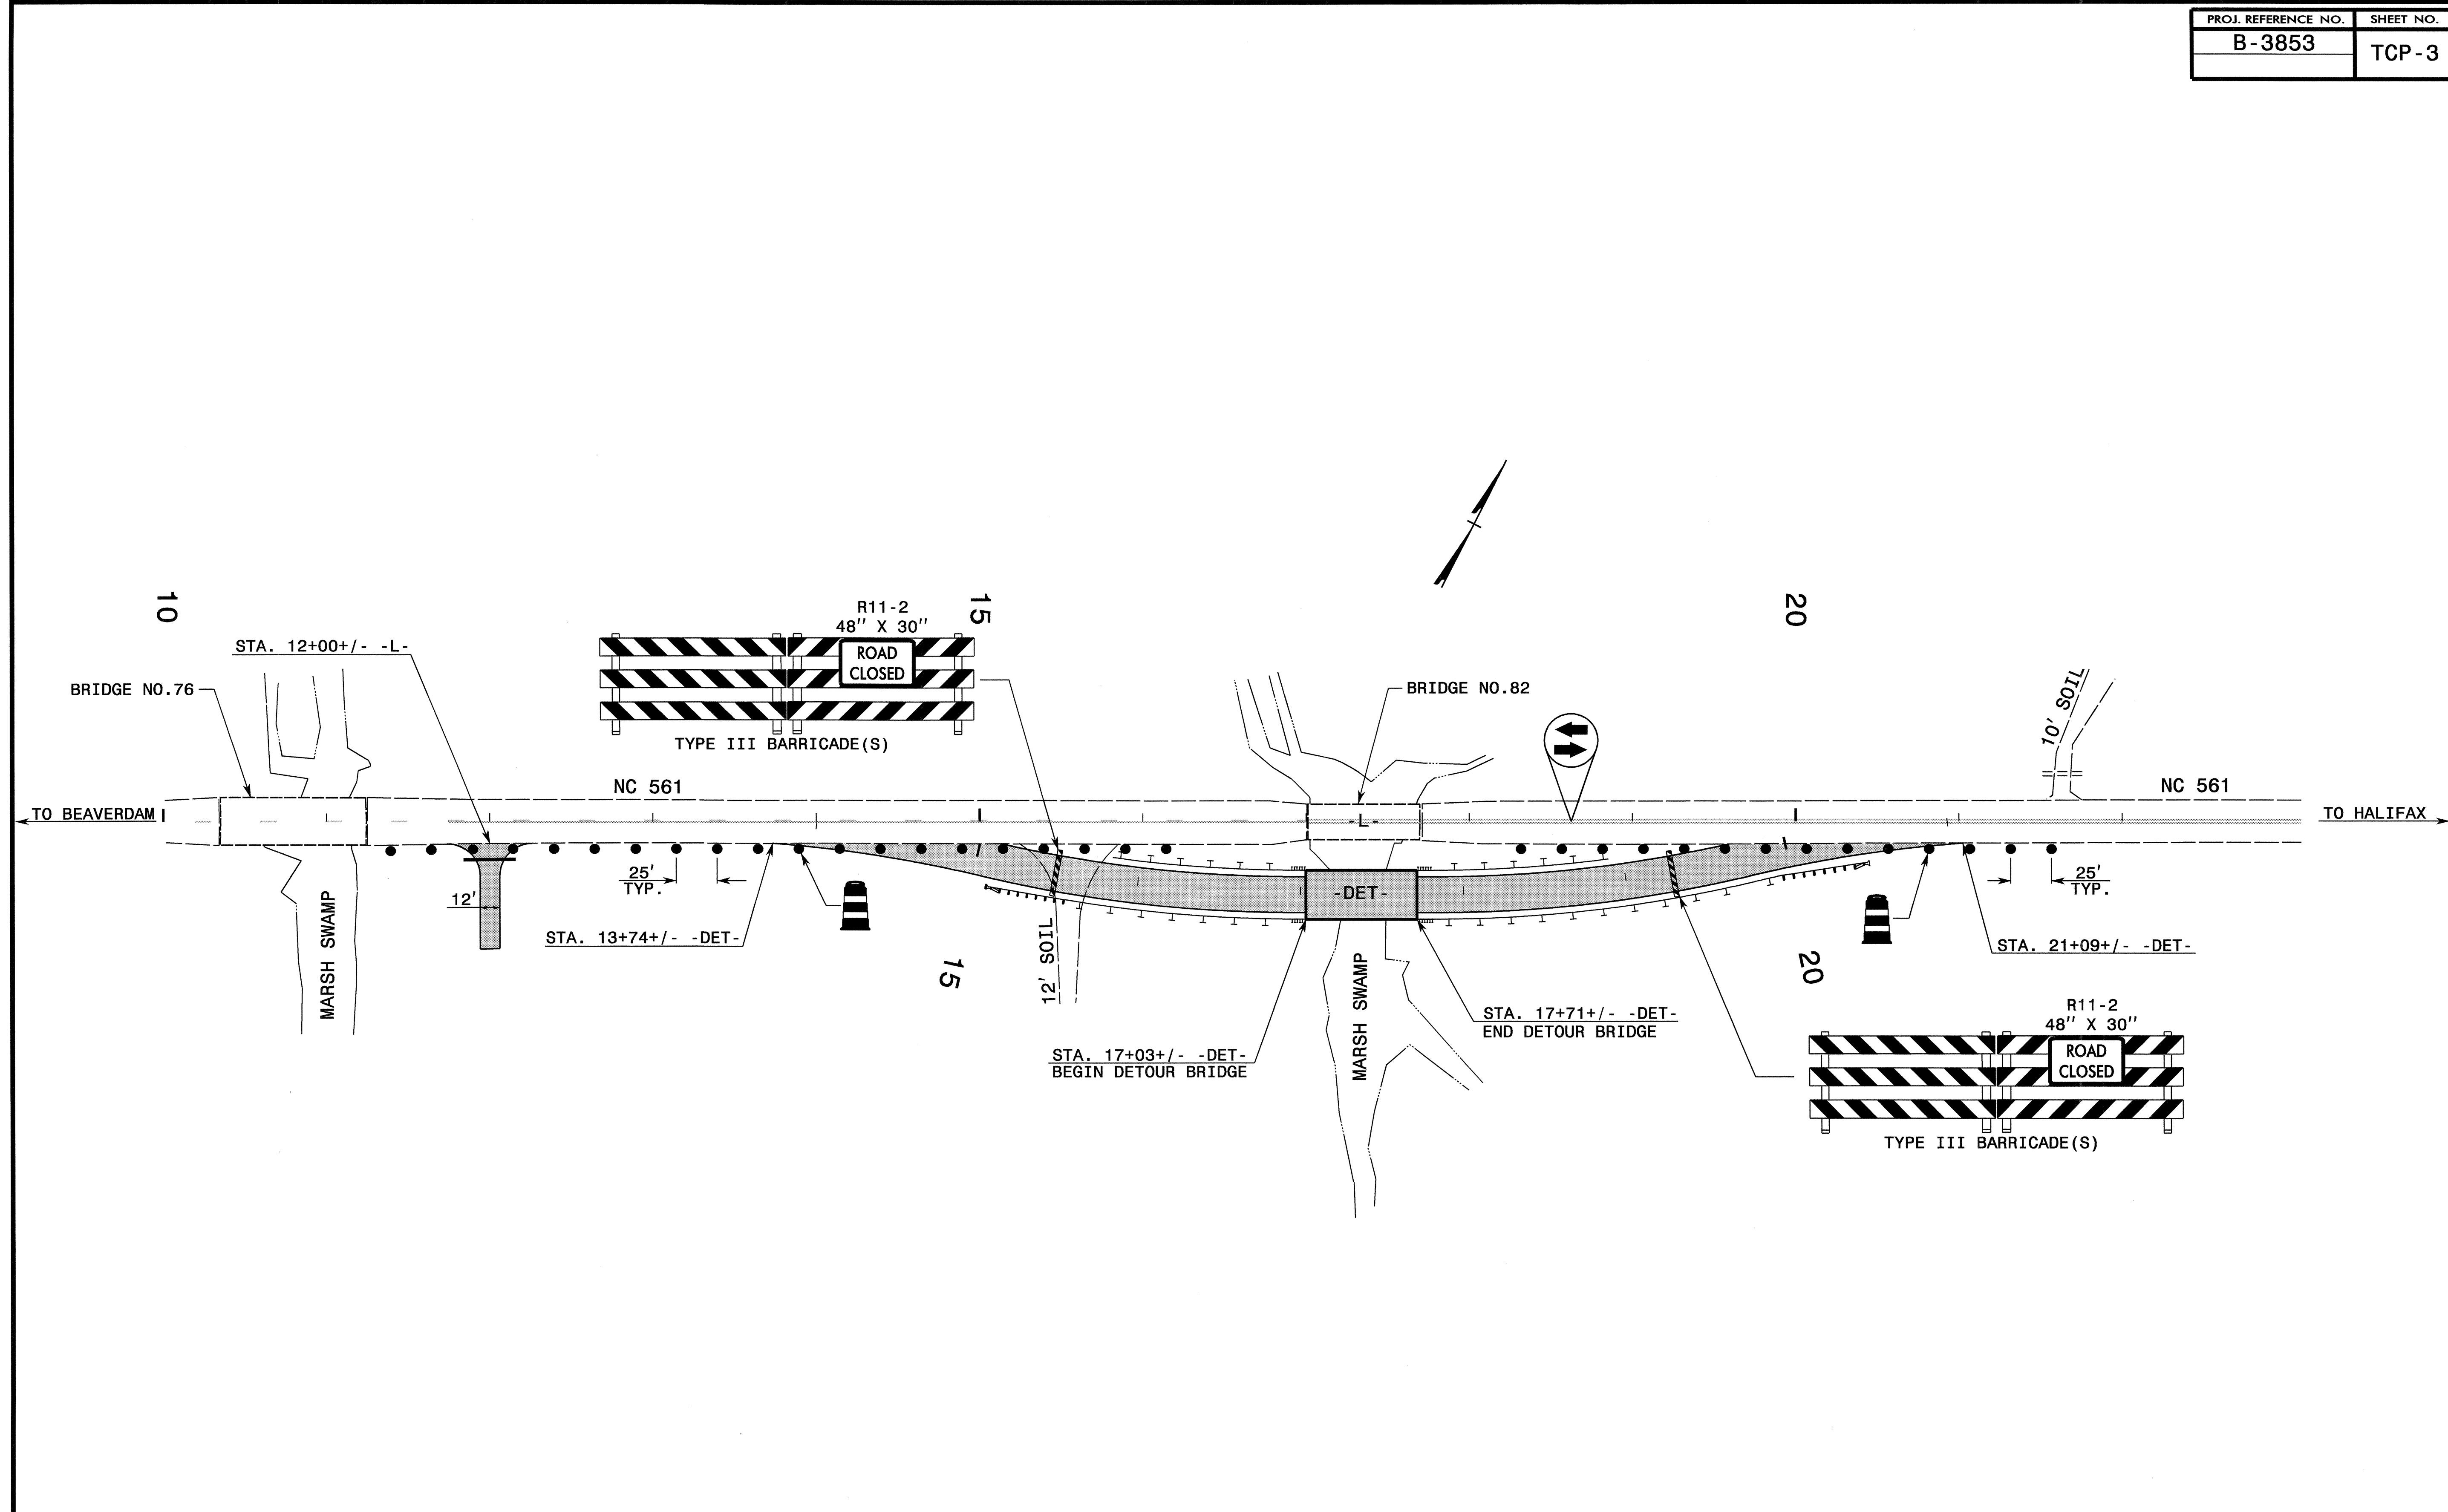 PROJ. REFERENCE NO.
SHEET NO.
B-3853
TCP-3
10
15
20
R11-2
48" X 30"
ROAD
CLOSED
TYPE III BARRICADE(S)
STA. 12+00+/- -L-
BRIDGE NO.76
BRIDGE NO.82
10' SOIL
NC 561
NC 561
TO BEAVERDAM
-L-
TO HALIFAX
12'
25'
TYP.
-DET-
25'
TYP.
MARSH SWAMP
STA. 13+74+/- -DET-
15
12' SOIL
20
STA. 21+09+/- -DET-
MARSH SWAMP
STA. 17+71+/- -DET-
END DETOUR BRIDGE
STA. 17+03+/- -DET-
BEGIN DETOUR BRIDGE
R11-2
48" X 30"
ROAD
CLOSED
TYPE III BARRICADE(S)